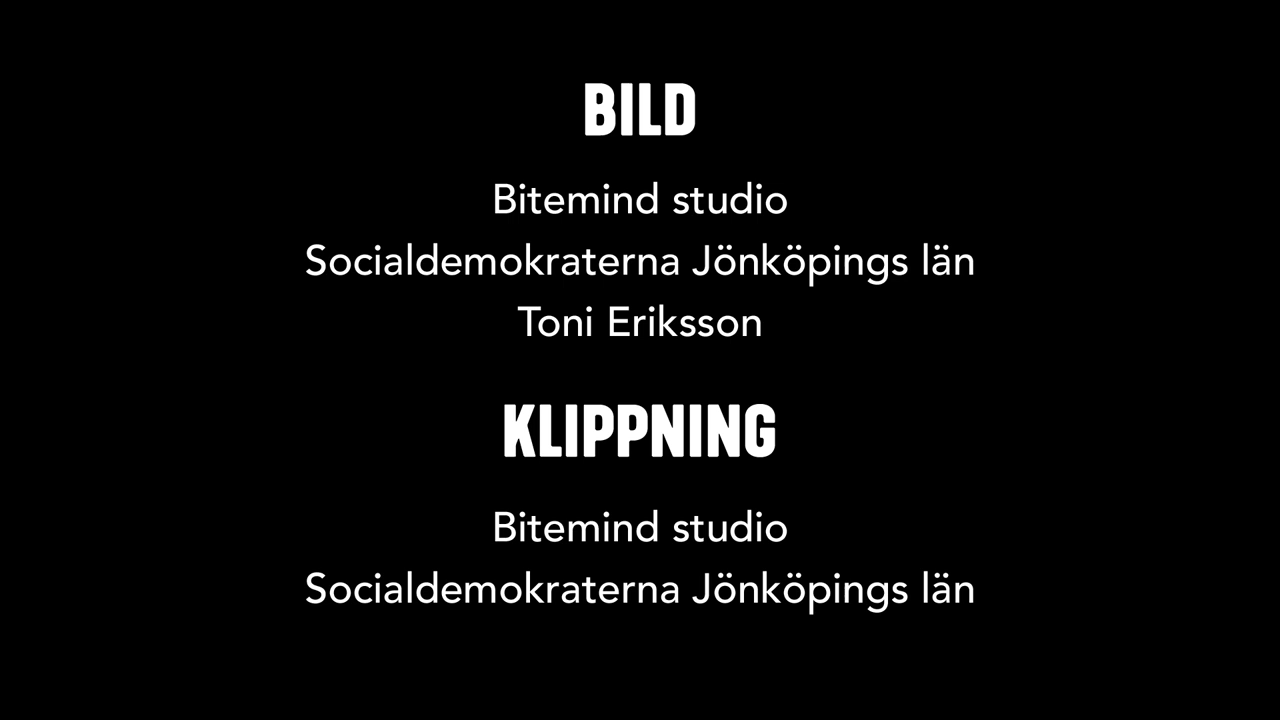 BILD
Bitemind studio
Socialdemokraterna Jönköpings län
Toni Eriksson
KLIPPNING
Bitemind studio
Socialdemokraterna Jönköpings län